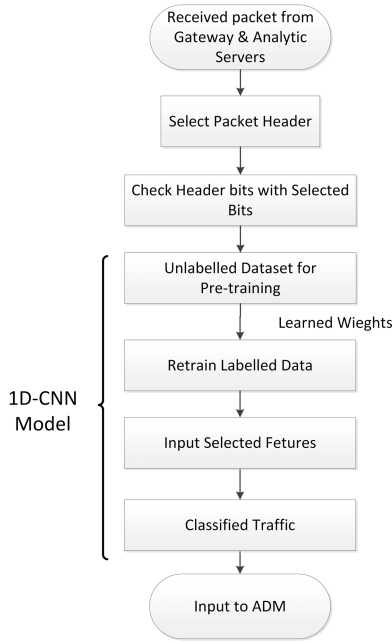 Received packet from
Gateway & Analytic
Servers
Select Packet Header
Check Header bits with Selected
Bits
Unlabelled Dataset for
Pre-training
Learned Wieghts
Retrain Labelled Data
1D-CNN
Model
Input Selected Fetures
Classified Traffic
Input to ADM